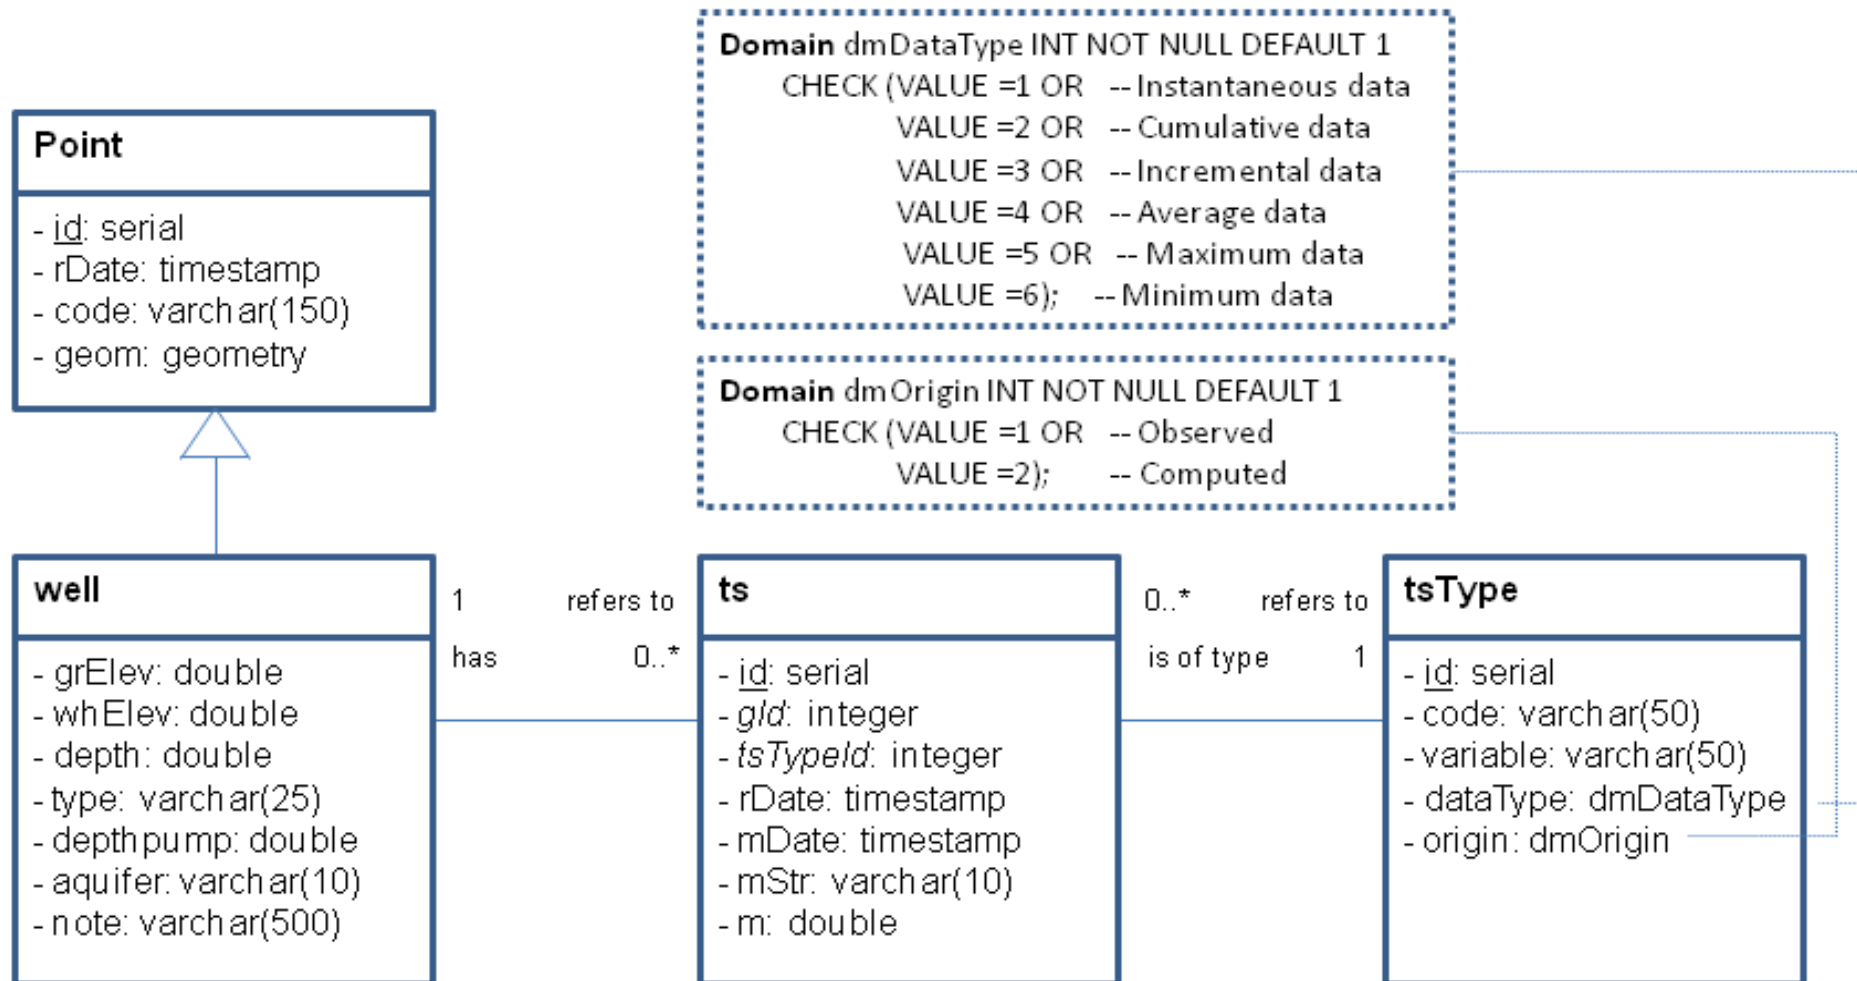 Domain dmDataType INT NOT NULL DEFAULT 1
CHECK (VALUE =1 OR -- Instantaneous data
VALUE =2 OR -- Cumulative data
VALUE =3 OR -- Incremental data
VALUE =4 OR -- Average data
VALUE =5 OR -- Maximum data
VALUE =6); -- Minimum data
Point
- id: serial
- rDate: timestamp
- code: varchar(150)
- geom: geometry
Domain dmOrigin INT NOT NULL DEFAULT 1
CHECK (VALUE =1 OR -- Observed
VALUE =2); -- Computed
well
- grElev: double
- whElev: double
- depth: double
- type: varchar(25)
- depthpump: double
- aquifer: varchar(10)
- note: varchar(500)
1 refers to
has 0..*
ts
- id: serial
- gId: integer
- tsTypeId: integer
- rDate: timestamp
- mDate: timestamp
- mStr: varchar(10)
- m: double
0..* refers to
is of type 1
tsType
- id: serial
- code: varchar(50)
- variable: varchar(50)
- dataType: dmDataType
- origin: dmOrigin